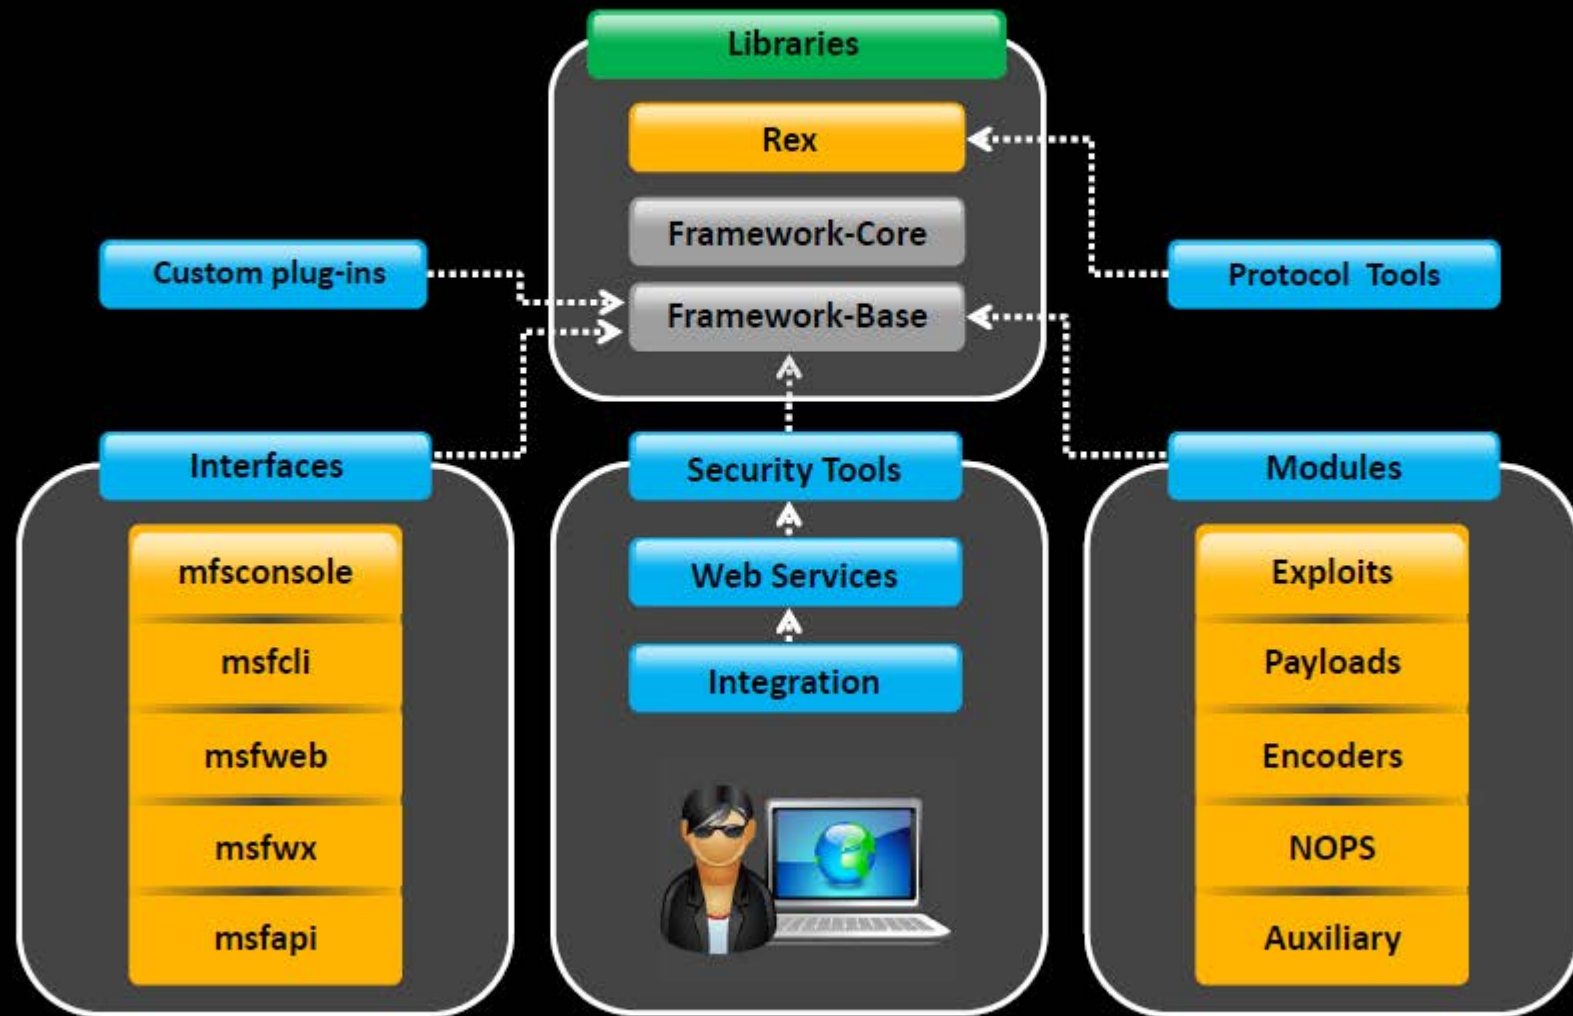 Libraries
Rex
Framework-Core
Framework-Base
Custom plug-ins
Protocol Tools
Interfaces
mfsconsole
msfcli
msfweb
msfwx
msfapi
Security Tools
Web Services
Integration
Modules
Exploits
Payloads
Encoders
NOPS
Auxiliary